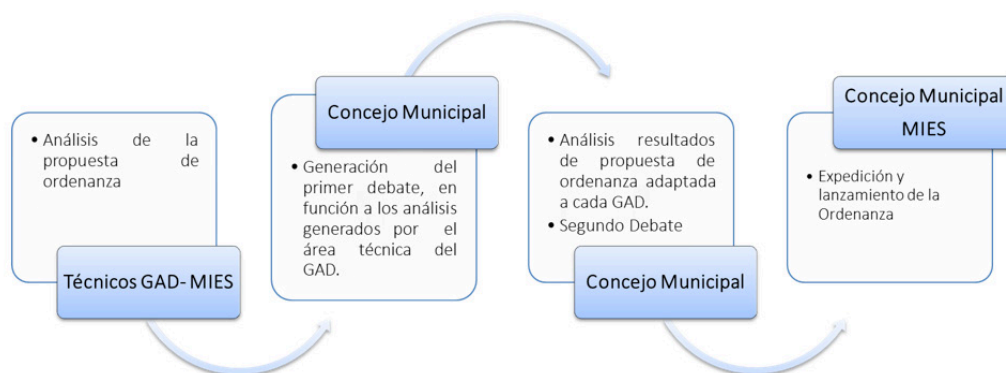 • Análisis de la
propuesta de
ordenanza
Técnicos GAD- MIES
Concejo Municipal
• Generación del
primer debate, en
función a los análisis
generados por el
área técnica del
GAD.
• Análisis resultados
de propuesta de
ordenanza adaptada
a cada GAD.
• Segundo Debate
Concejo Municipal
Concejo Municipal
MIES
• Expedición y
lanzamiento de la
Ordenanza